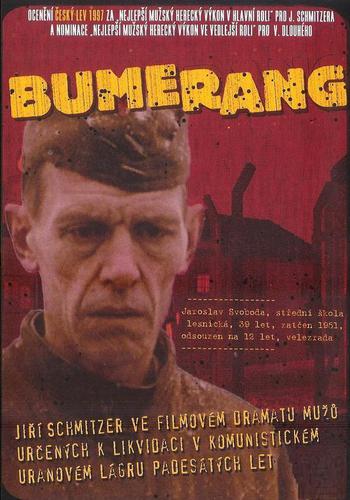 OCENĚNÍ ČESKÝ LEV 1997 ZA „NEJLEPŠÍ MUŽSKÝ HERECKÝ VÝKON V HLAVNÍ ROLI“ PRO J. SCHMITZERA
A NOMINACE „NEJLEPŠÍ MUŽSKÝ HERECKÝ VÝKON VE VEDLEJŠÍ ROLI“ PRO V. DLOUHÉHO
BUMERANG
Jaroslav Svoboda, střední škola
lesnická, 39 let, zatčen 1951,
odsouzen na 12 let, velezrada
JIŘÍ SCHMITZER VE FILMOVÉM DRAMATU MUŽŮ
URČENÝCH K LIKVIDACI V KOMUNISTICKÉM
URANOVÉM LÁGRU PADESÁTÝCH LET